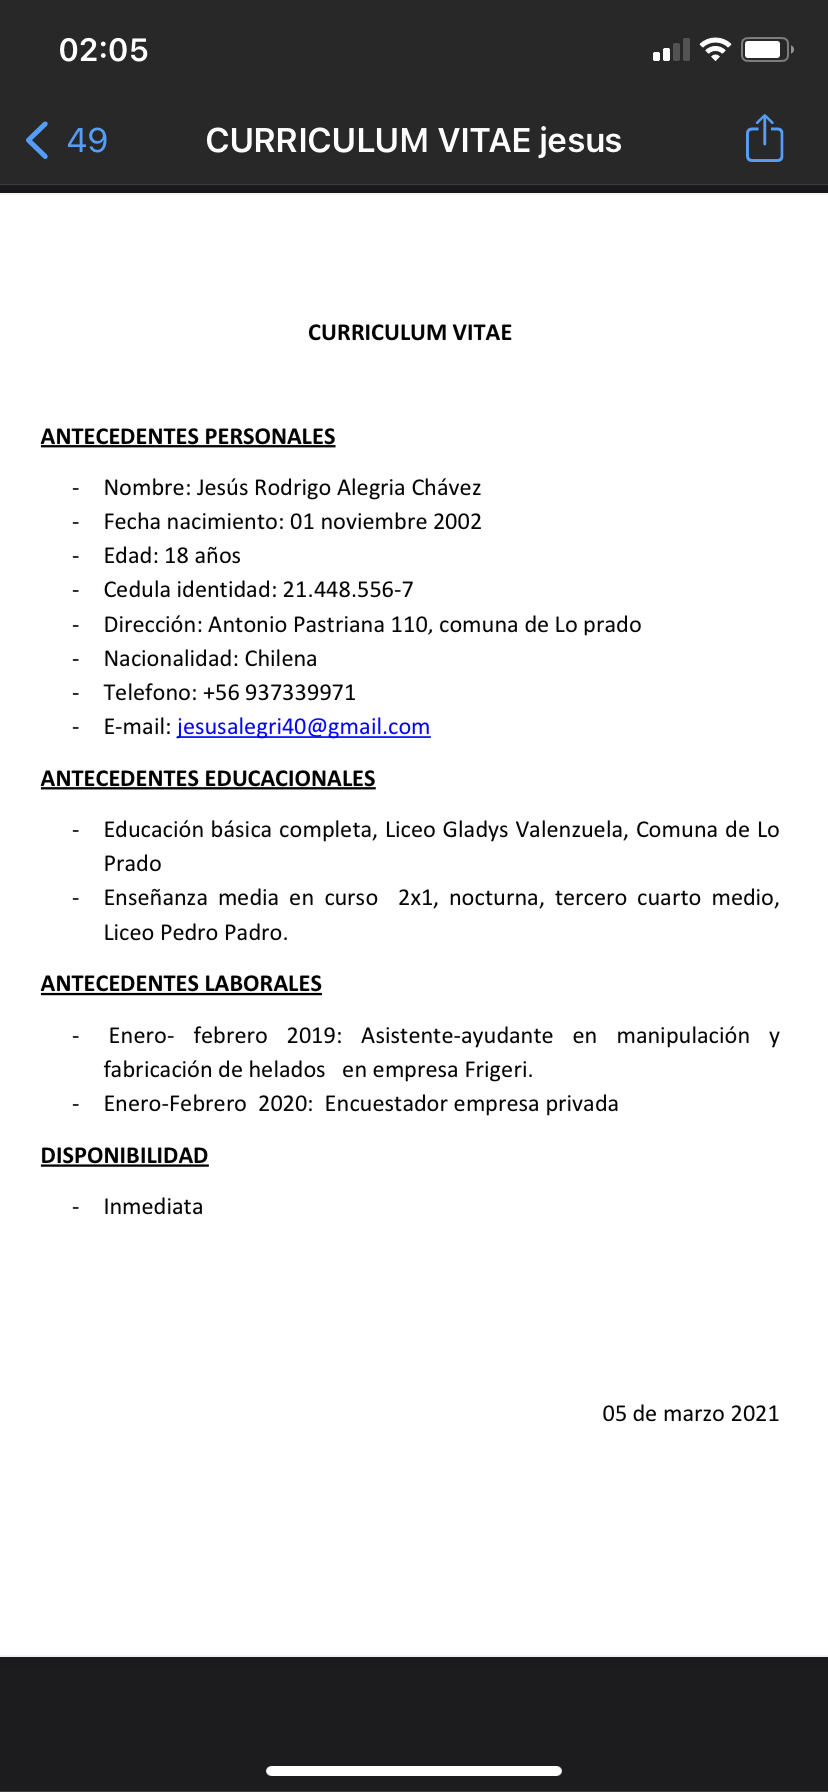 02:05
49
CURRICULUM VITAE jesus
CURRICULUM VITAE
ANTECEDENTES PERSONALES
- Nombre: Jesús Rodrigo Alegria Chávez
- Fecha nacimiento: 01 noviembre 2002
- Edad: 18 años
- Cedula identidad: 21.448.556-7
- Dirección: Antonio Pastriana 110, comuna de Lo prado
- Nacionalidad: Chilena
- Telefono: +56 937339971
- E-mail: jesusalegri40@gmail.com
ANTECEDENTES EDUCACIONALES
- Educación básica completa, Liceo Gladys Valenzuela, Comuna de Lo
Prado
- Enseñanza media en curso 2x1, nocturna, tercero cuarto medio,
Liceo Pedro Padro.
ANTECEDENTES LABORALES
- Enero- febrero 2019: Asistente-ayudante en manipulación y
fabricación de helados en empresa Frigeri.
- Enero-Febrero 2020: Encuestador empresa privada
DISPONIBILIDAD
- Inmediata
05 de marzo 2021